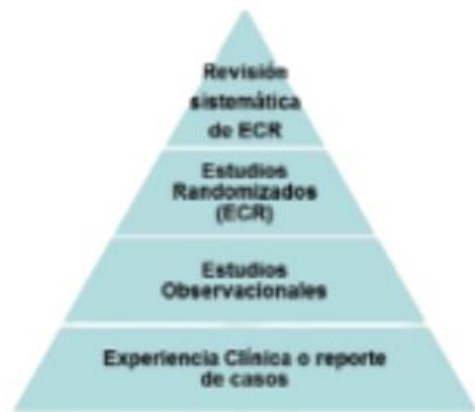 Revisión
sistemática
de ECR
Estudios
Randomizados
(ECR)
Estudios
Observacionales
Experiencia Clínica o reporte
de casos